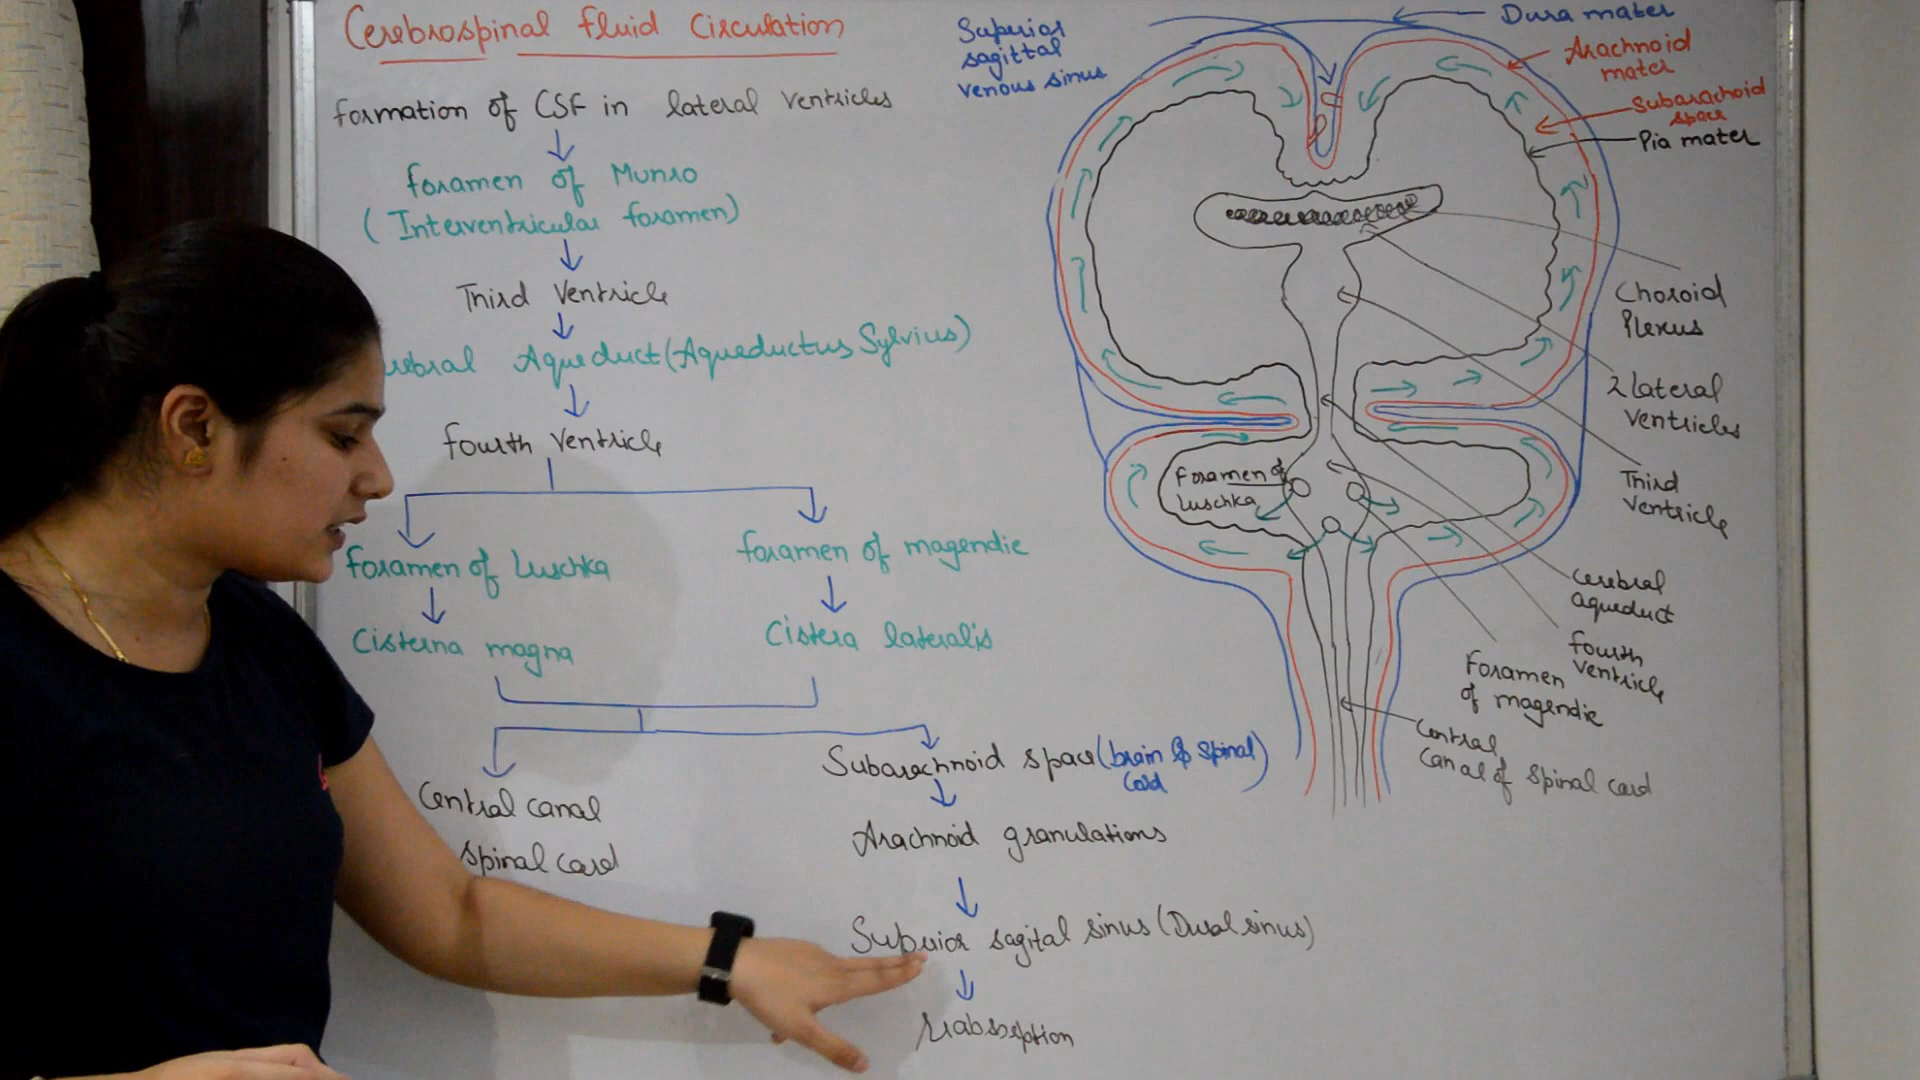 Cerebrospinal fluid Circulation
formation of CSF in lateral ventricles
foramen of Munro
(Interventricular foramen)
Third Ventricle
rebral Aqueduct (Aqueductus Sylvius)
fourth ventricle
foramen of Luschka
foramen of magendie
Cisterna magna
Cistera lateralis
Central canal
spinal cord
Subarachnoid space (brain & spinal)
cord
Arachnoid granulations
Superior sagital sinus (Dural sinus)
reabsorption
Superior
sagittal
venous sinus
Dura mater
Arachnoid
mater
Subarachoid
space
Pia mater
Choroid
Plexus
2 lateral
ventricles
Third
ventricle
Cerebral
aqueduct
fourth
ventricle
Foramen
of magendie
Central
canal of spinal cord
Foramen of
Luschka